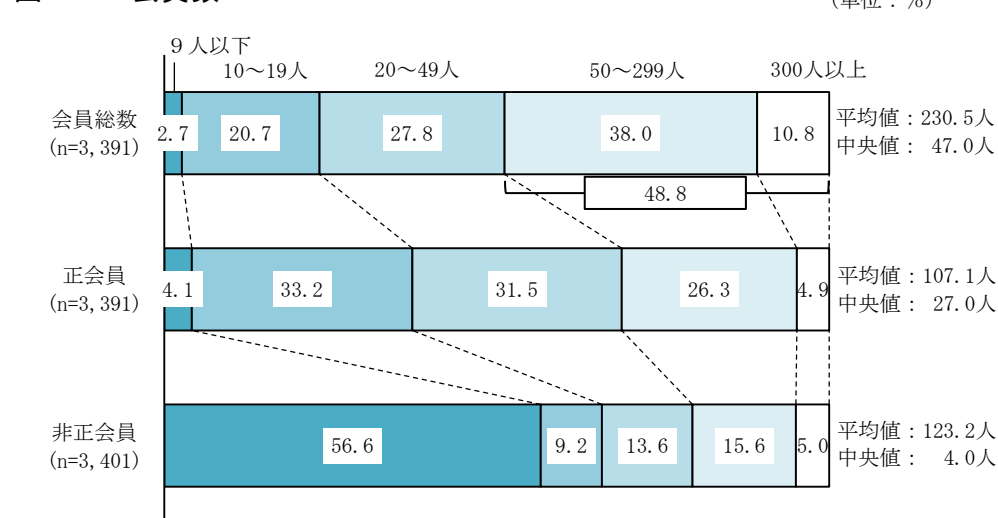 (単位：%)
9人以下
10～19人 20～49人 50～299人 300人以上
会員総数
(n=3,391)
2.7 20.7 27.8 38.0 10.8
平均値：230.5人
中央値： 47.0人
48.8
正会員
(n=3,391)
4.1 33.2 31.5 26.3 4.9
平均値：107.1人
中央値： 27.0人
非正会員
(n=3,401)
56.6 9.2 13.6 15.6 5.0
平均値：123.2人
中央値： 4.0人